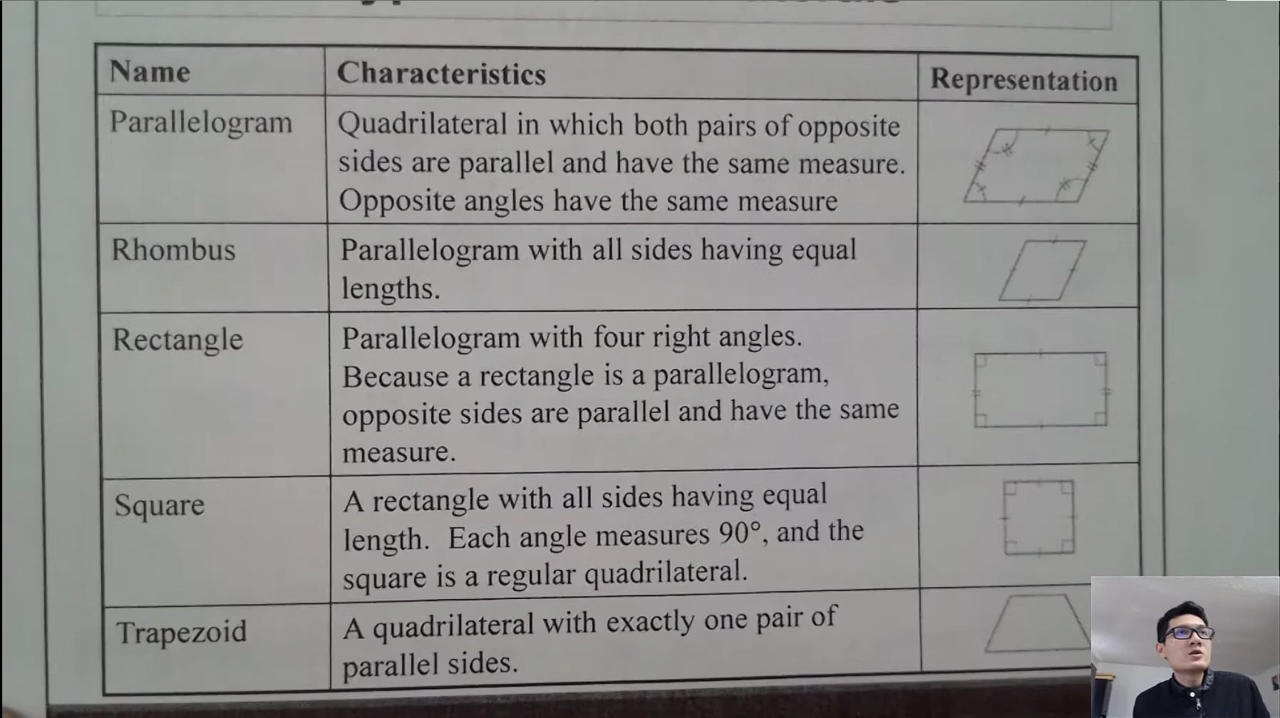 Name
Characteristics
Representation
Parallelogram
Quadrilateral in which both pairs of opposite
sides are parallel and have the same measure.
Opposite angles have the same measure
Rhombus
Parallelogram with all sides having equal
lengths.
Rectangle
Parallelogram with four right angles.
Because a rectangle is a parallelogram,
opposite sides are parallel and have the same
measure.
Square
A rectangle with all sides having equal
length. Each angle measures 90°, and the
square is a regular quadrilateral.
Trapezoid
A quadrilateral with exactly one pair of
parallel sides.